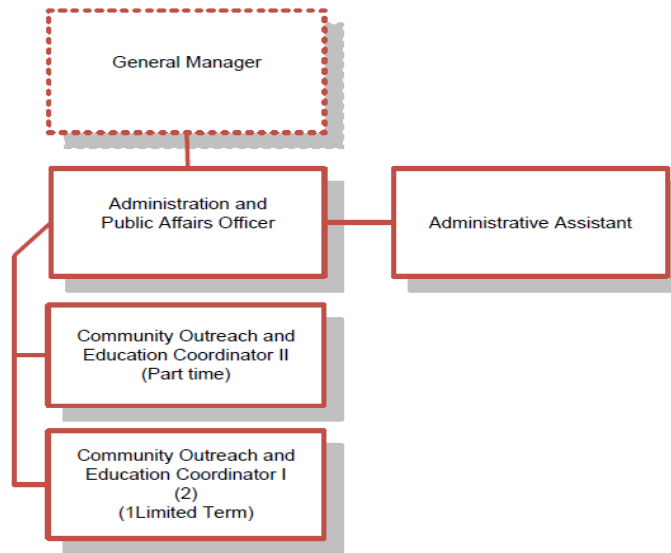 General Manager
Administration and
Public Affairs Officer
Administrative Assistant
Community Outreach and
Education Coordinator II
(Part time)
Community Outreach and
Education Coordinator I
(2)
(1Limited Term)